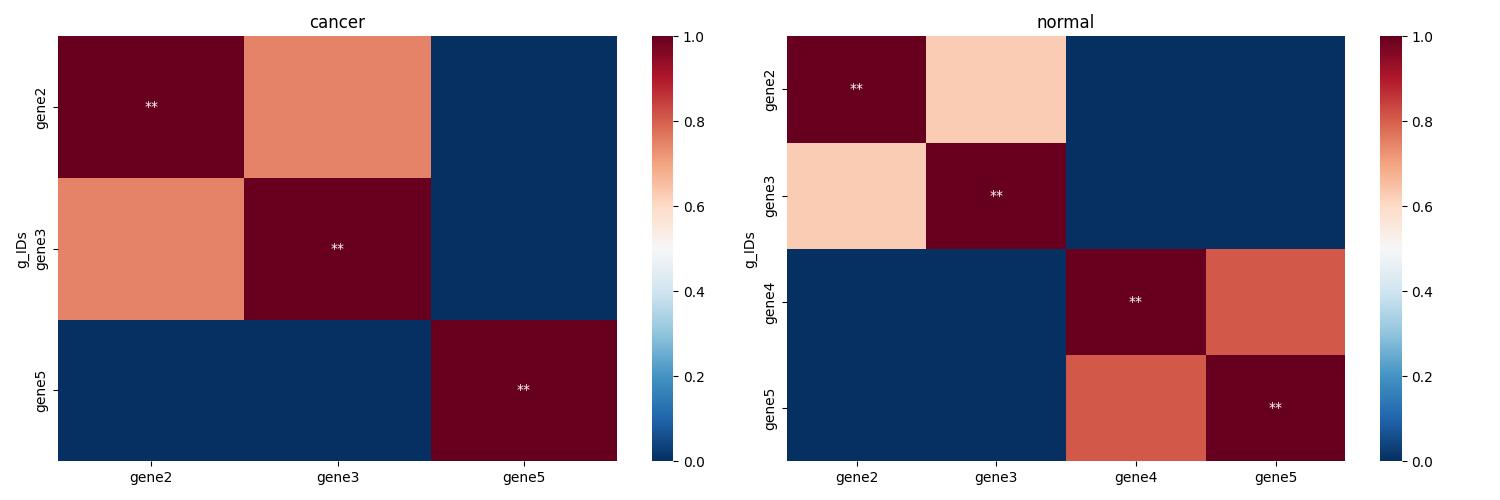 cancer
g_IDs
gene2
gene3
gene5
**
**
**
gene2 gene3 gene5
1.0
0.8
0.6
0.4
0.2
0.0
normal
g_IDs
gene2
gene3
gene4
gene5
**
**
**
**
gene2 gene3 gene4 gene5
1.0
0.8
0.6
0.4
0.2
0.0